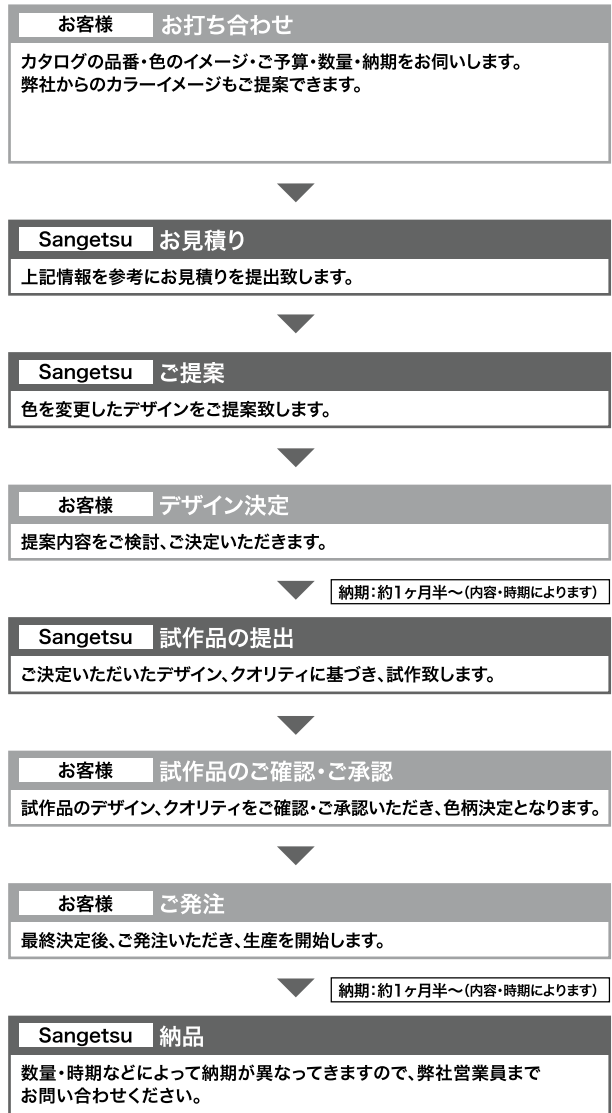 お客様 お打ち合わせ
カタログの品番・色のイメージ・ご予算・数量・納期をお伺いします。
弊社からのカラーイメージもご提案できます。
Sangetsu お見積り
上記情報を参考にお見積りを提出致します。
Sangetsu ご提案
色を変更したデザインをご提案致します。
お客様 デザイン決定
提案内容をご検討、ご決定いただきます。
納期：約1ヶ月半〜（内容・時期によります）
Sangetsu 試作品の提出
ご決定いただいたデザイン、クオリティに基づき、試作致します。
お客様 試作品のご確認・ご承認
試作品のデザイン、クオリティをご確認・ご承認いただき、色柄決定となります。
お客様 ご発注
最終決定後、ご発注いただき、生産を開始します。
納期：約1ヶ月半〜（内容・時期によります）
Sangetsu 納品
数量・時期などによって納期が異なってきますので、弊社営業員まで
お問い合わせください。